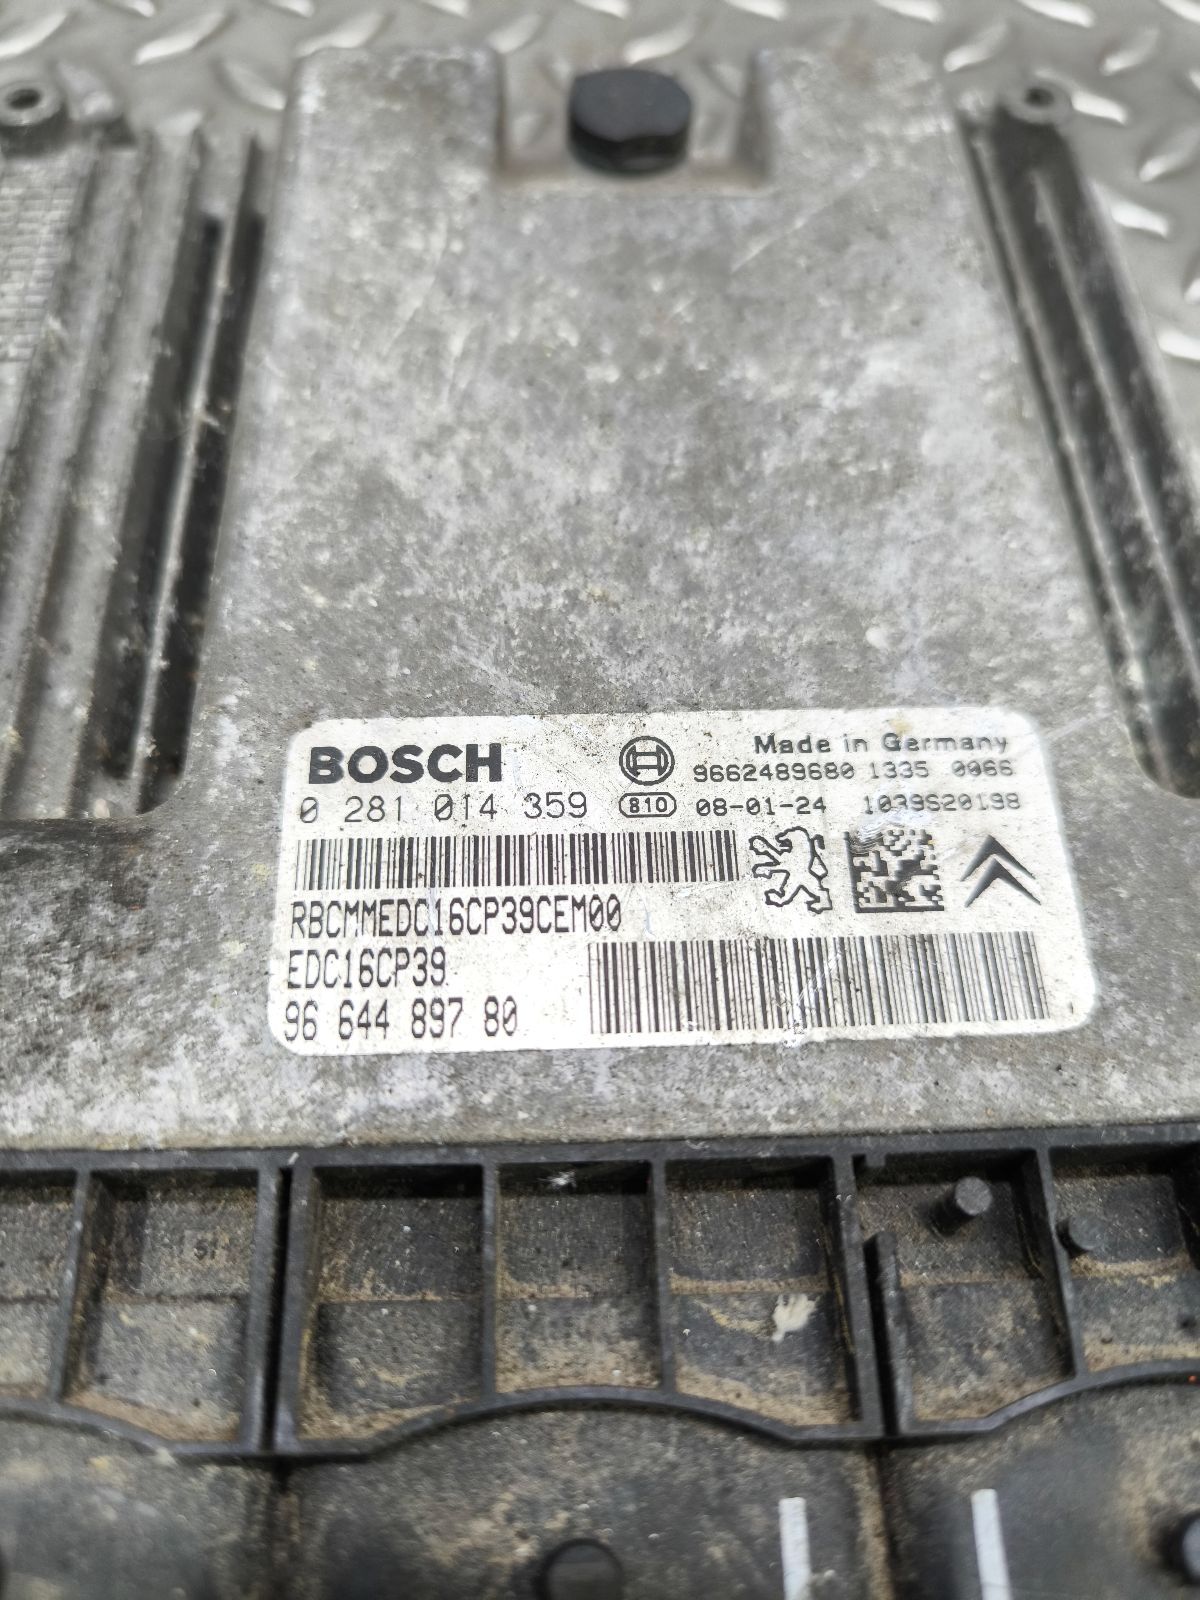 BOSCH
Made in Germany
9662489680 1335 0066
0 281 014 359 810 08-01-24 1039S20198
RBCMMEDC16CP39CEM00
EDC16CP39
96 644 897 80